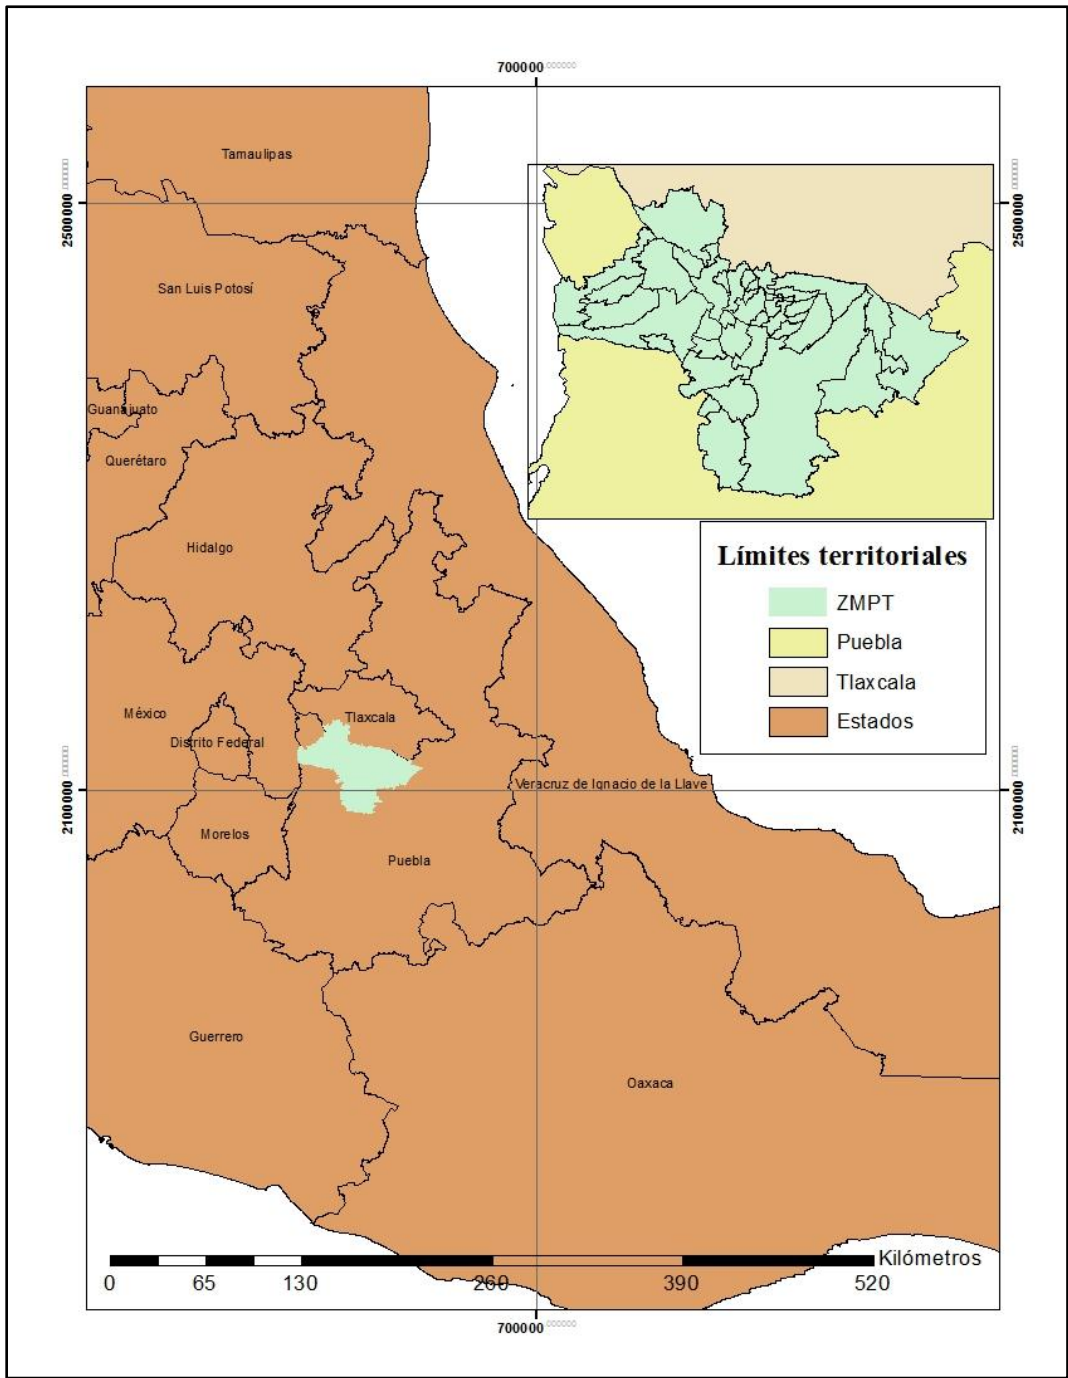 700000
Tamaulipas
2500000
2500000
San Luis Potosí
Guanajuato
Querétaro
Hidalgo
Límites territoriales
ZMPT
Puebla
Tlaxcala
Estados
México
Tlaxcala
Distrito Federal
2100000
2100000
Veracruz de Ignacio de la Llave
Morelos
Puebla
Guerrero
Oaxaca
Kilómetros
0 65 130 260 390 520
700000